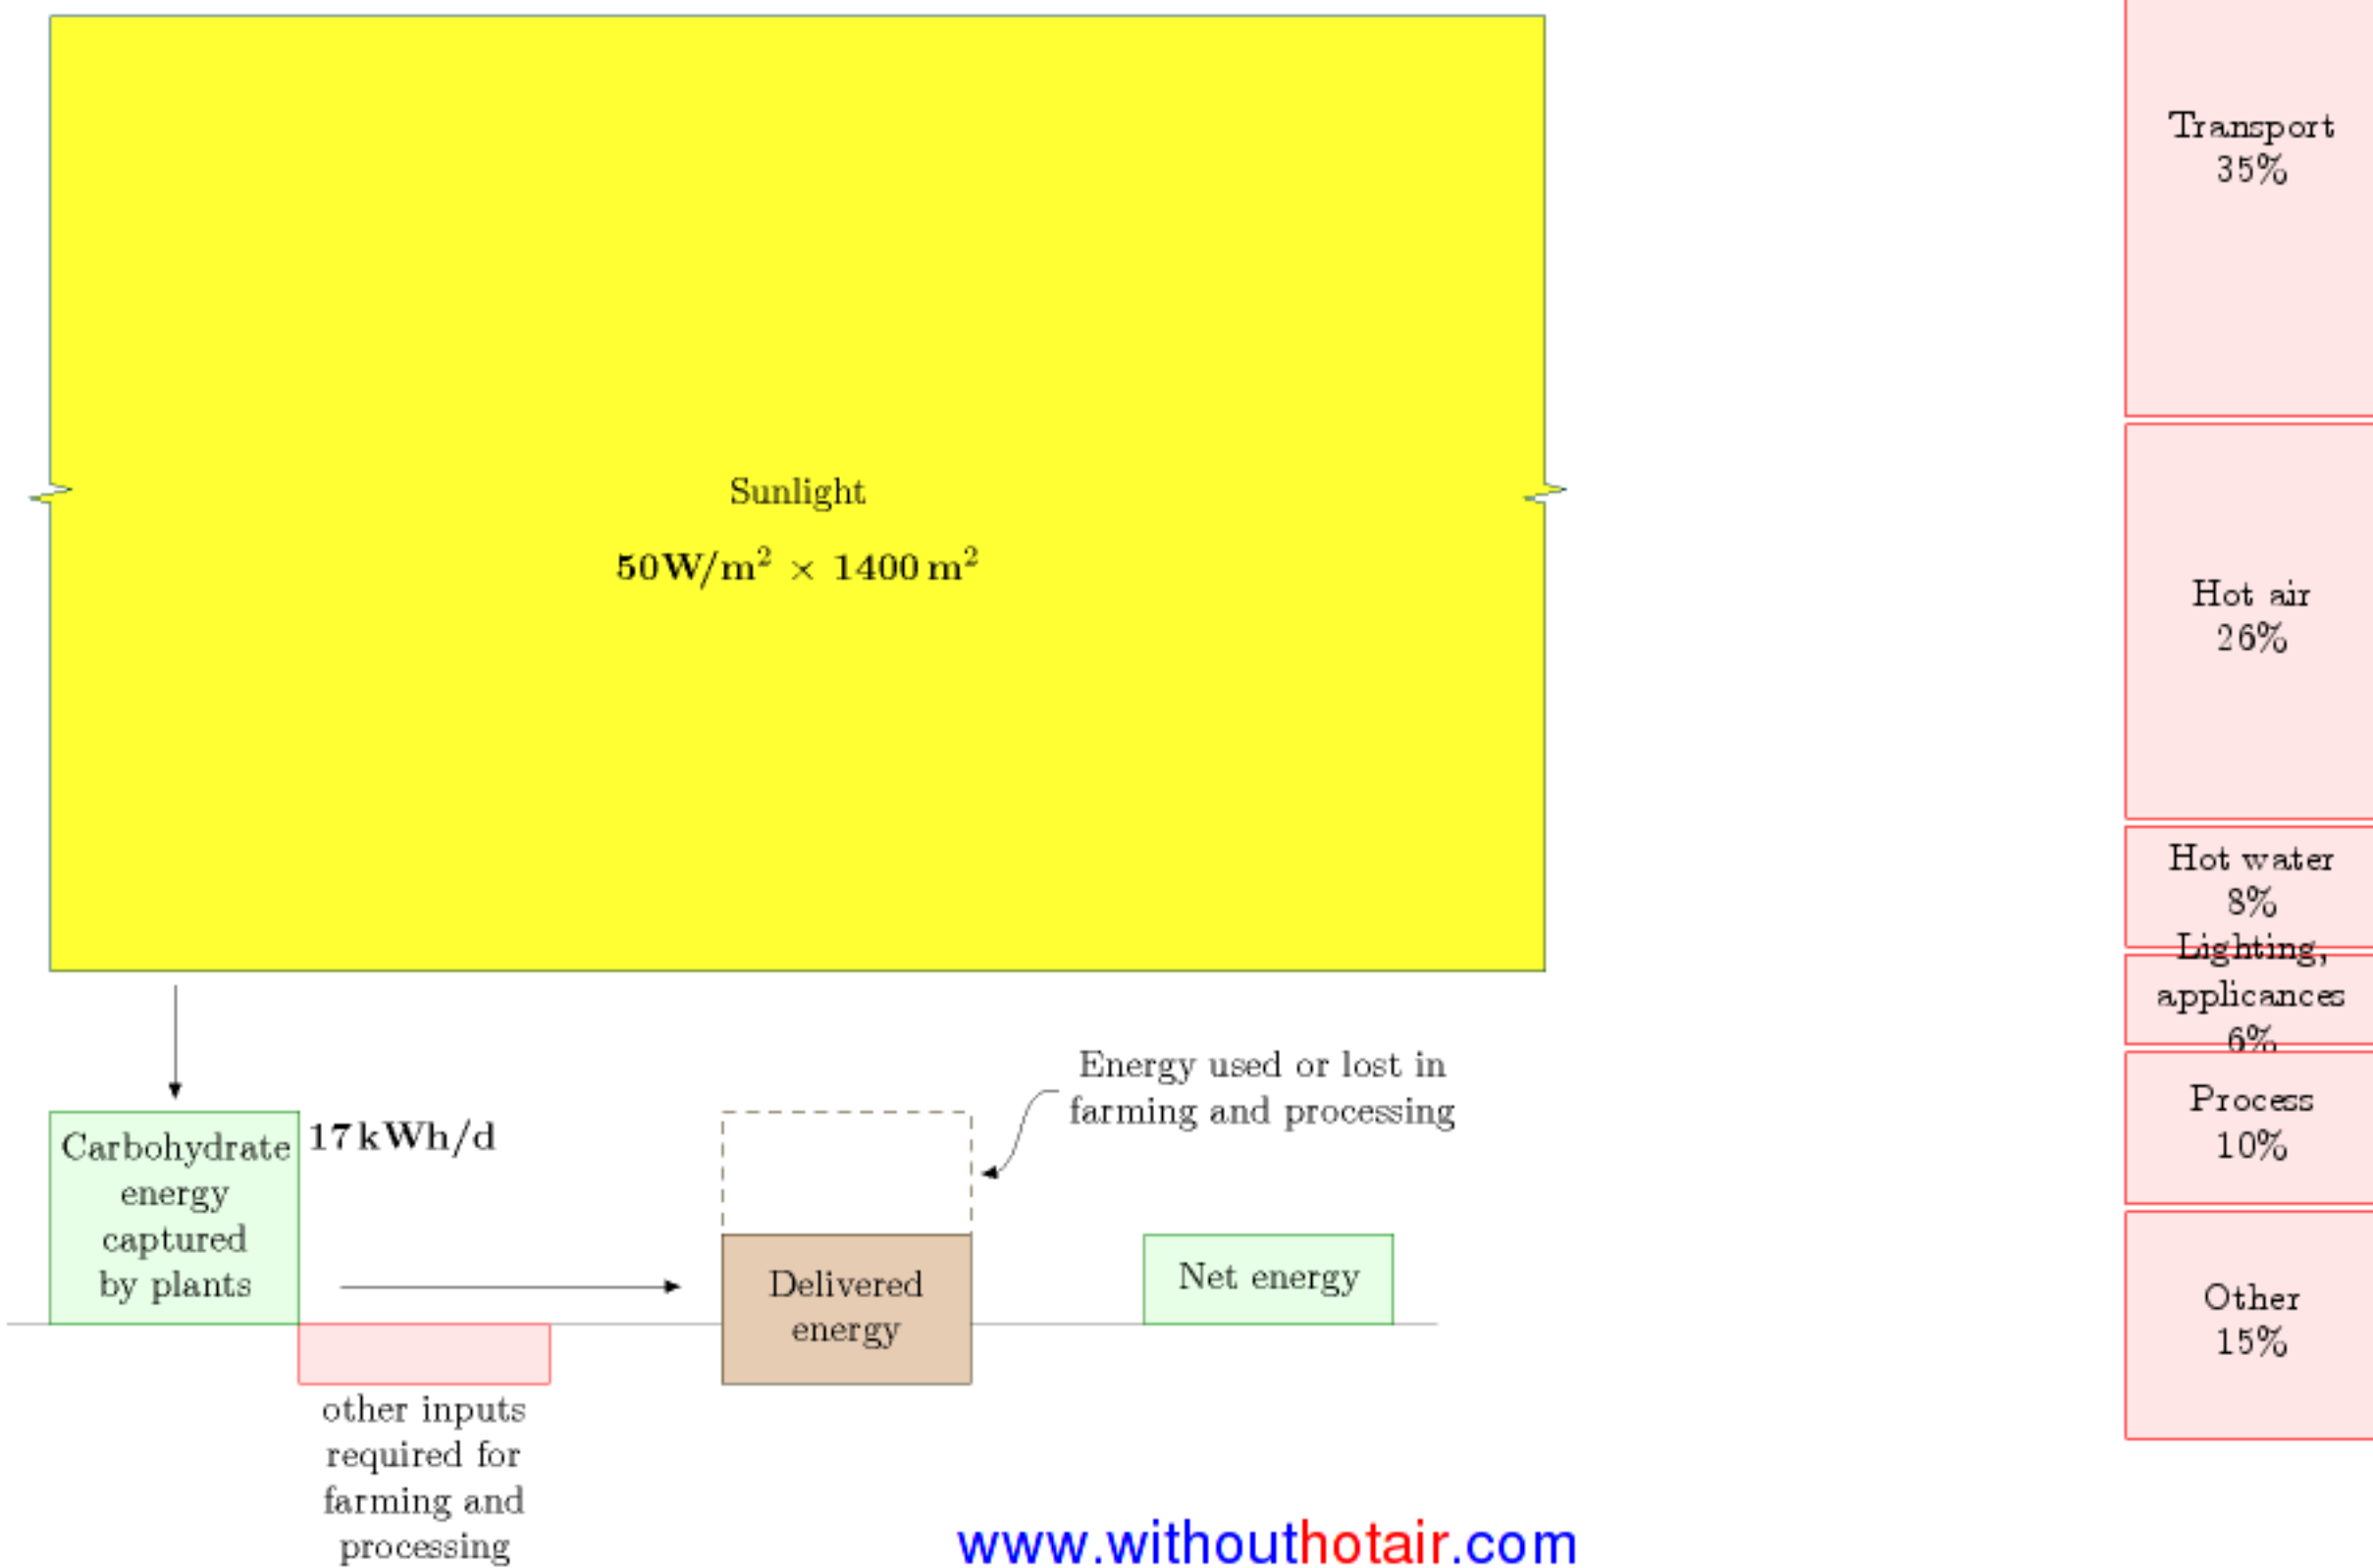 Sunlight
50W/m² × 1400 m²
Carbohydrate
energy
captured
by plants
17 kWh/d
other inputs
required for
farming and
processing
Delivered
energy
Energy used or lost in
farming and processing
Net energy
Transport
35%
Hot air
26%
Hot water
8%
Lighting,
applicances
6%
Process
10%
Other
15%
www.withouthotair.com